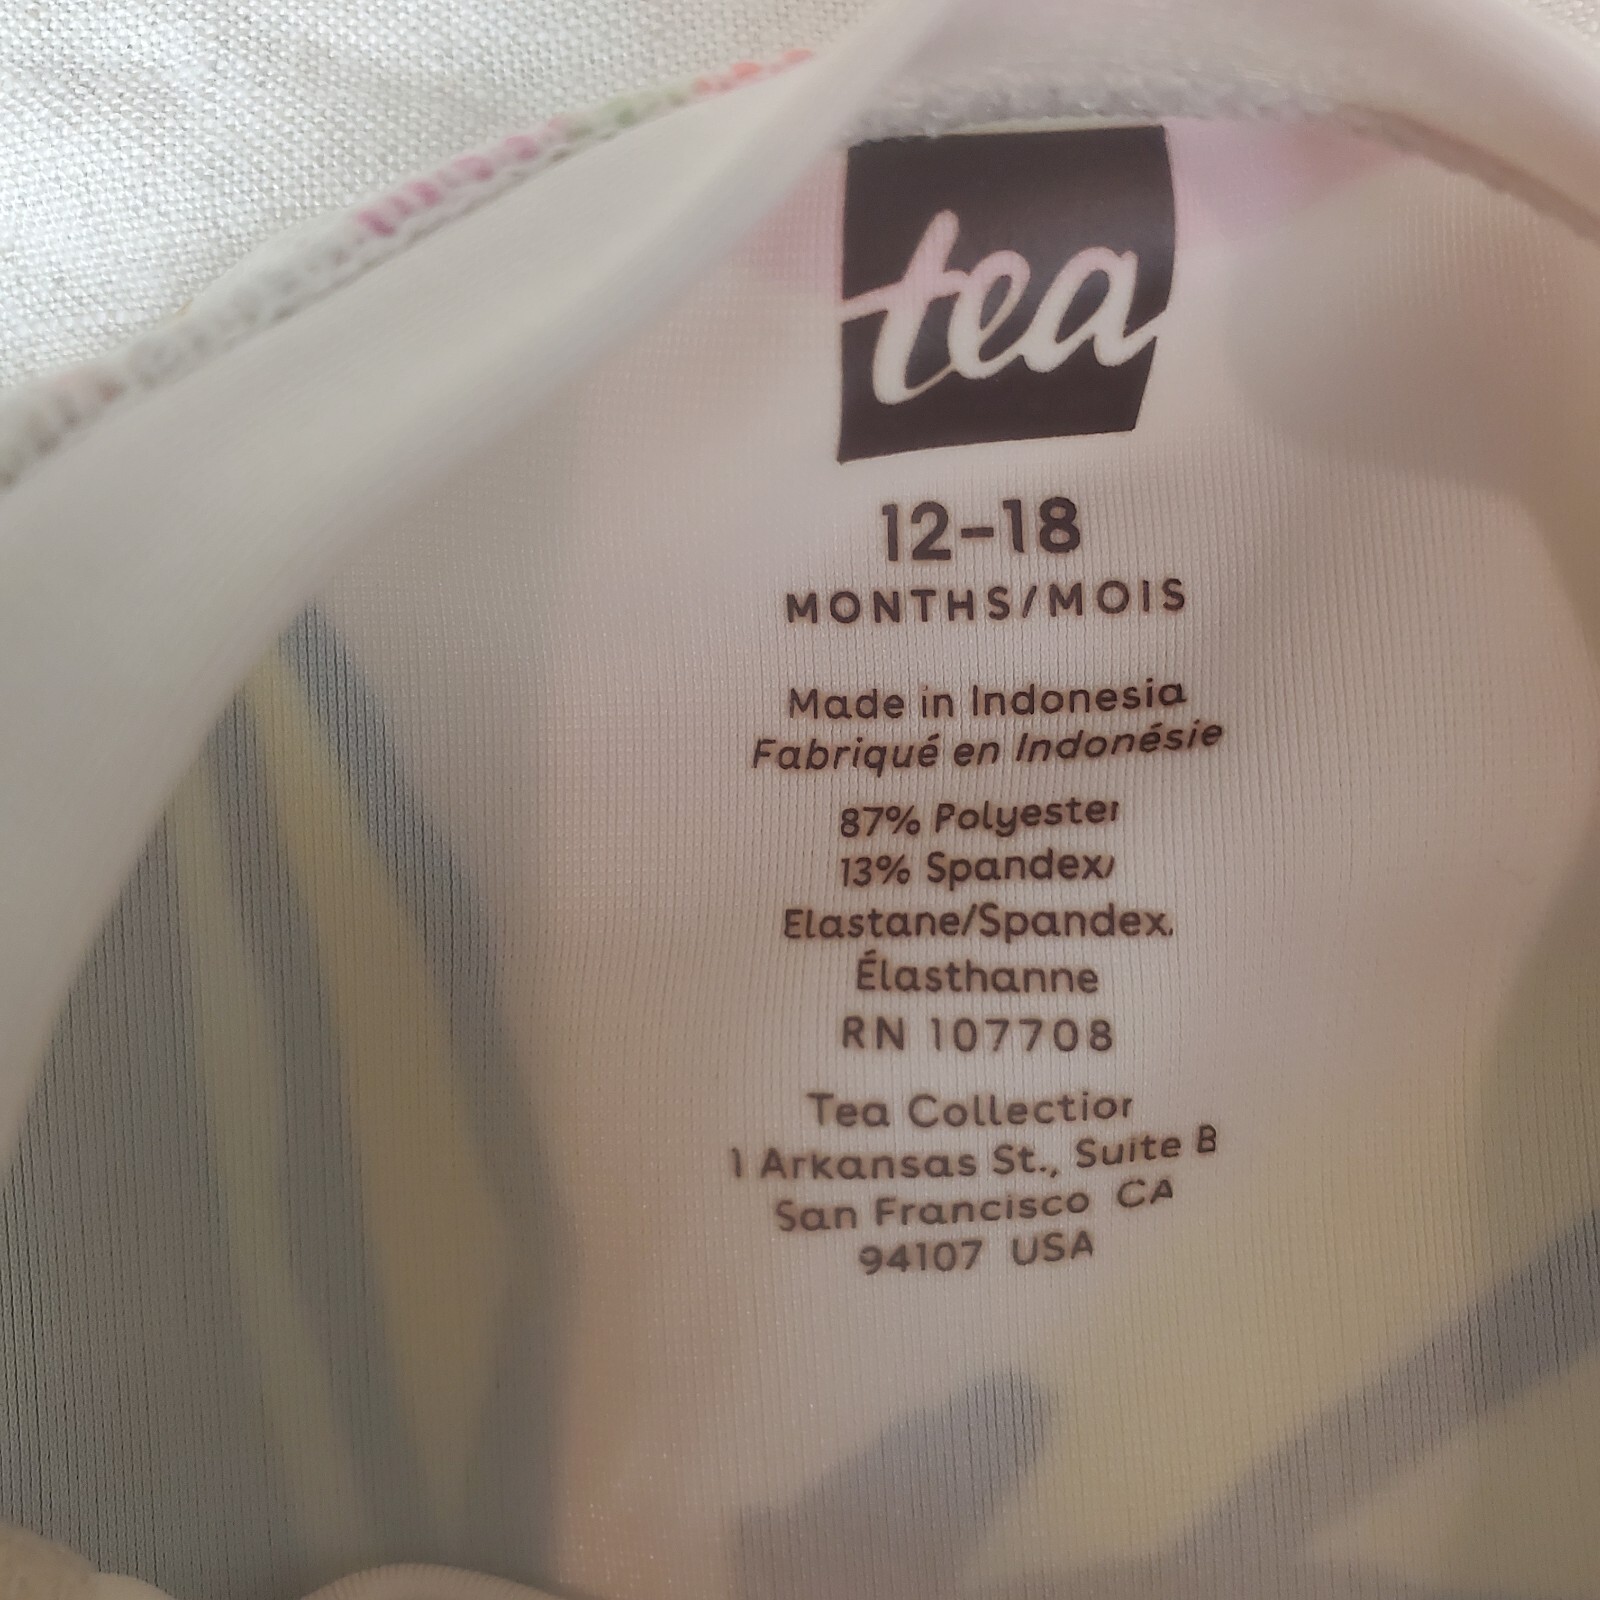 tea
12-18
MONTHS/MOIS
Made in Indonesia
Fabriqué en Indonésie
87% Polyester
13% Spandex/
Elastane/Spandex.
Élasthanne
RN 107708
Tea Collection
1 Arkansas St., Suite B
San Francisco CA
94107 USA